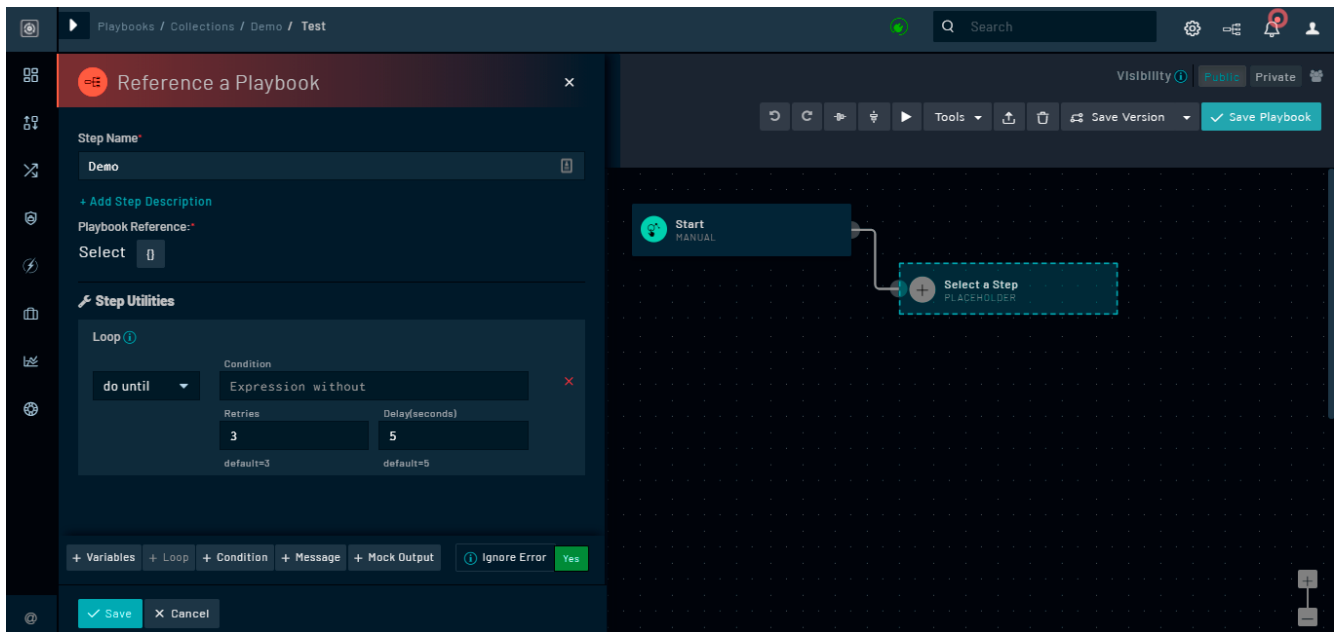 Playbooks / Collections / Demo / Test
Search
Reference a Playbook
Visibility
Public
Private
Tools
Save Version
Save Playbook
Step Name*
Demo
+ Add Step Description
Playbook Reference:*
Select {}
Step Utilities
Loop
Condition
do until
Expression without
Retries
Delay(seconds)
3
5
default=3
default=5
+ Variables
+ Loop
+ Condition
+ Message
+ Mock Output
Ignore Error
Yes
Save
Cancel
@
Start
MANUAL
Select a Step
PLACEHOLDER